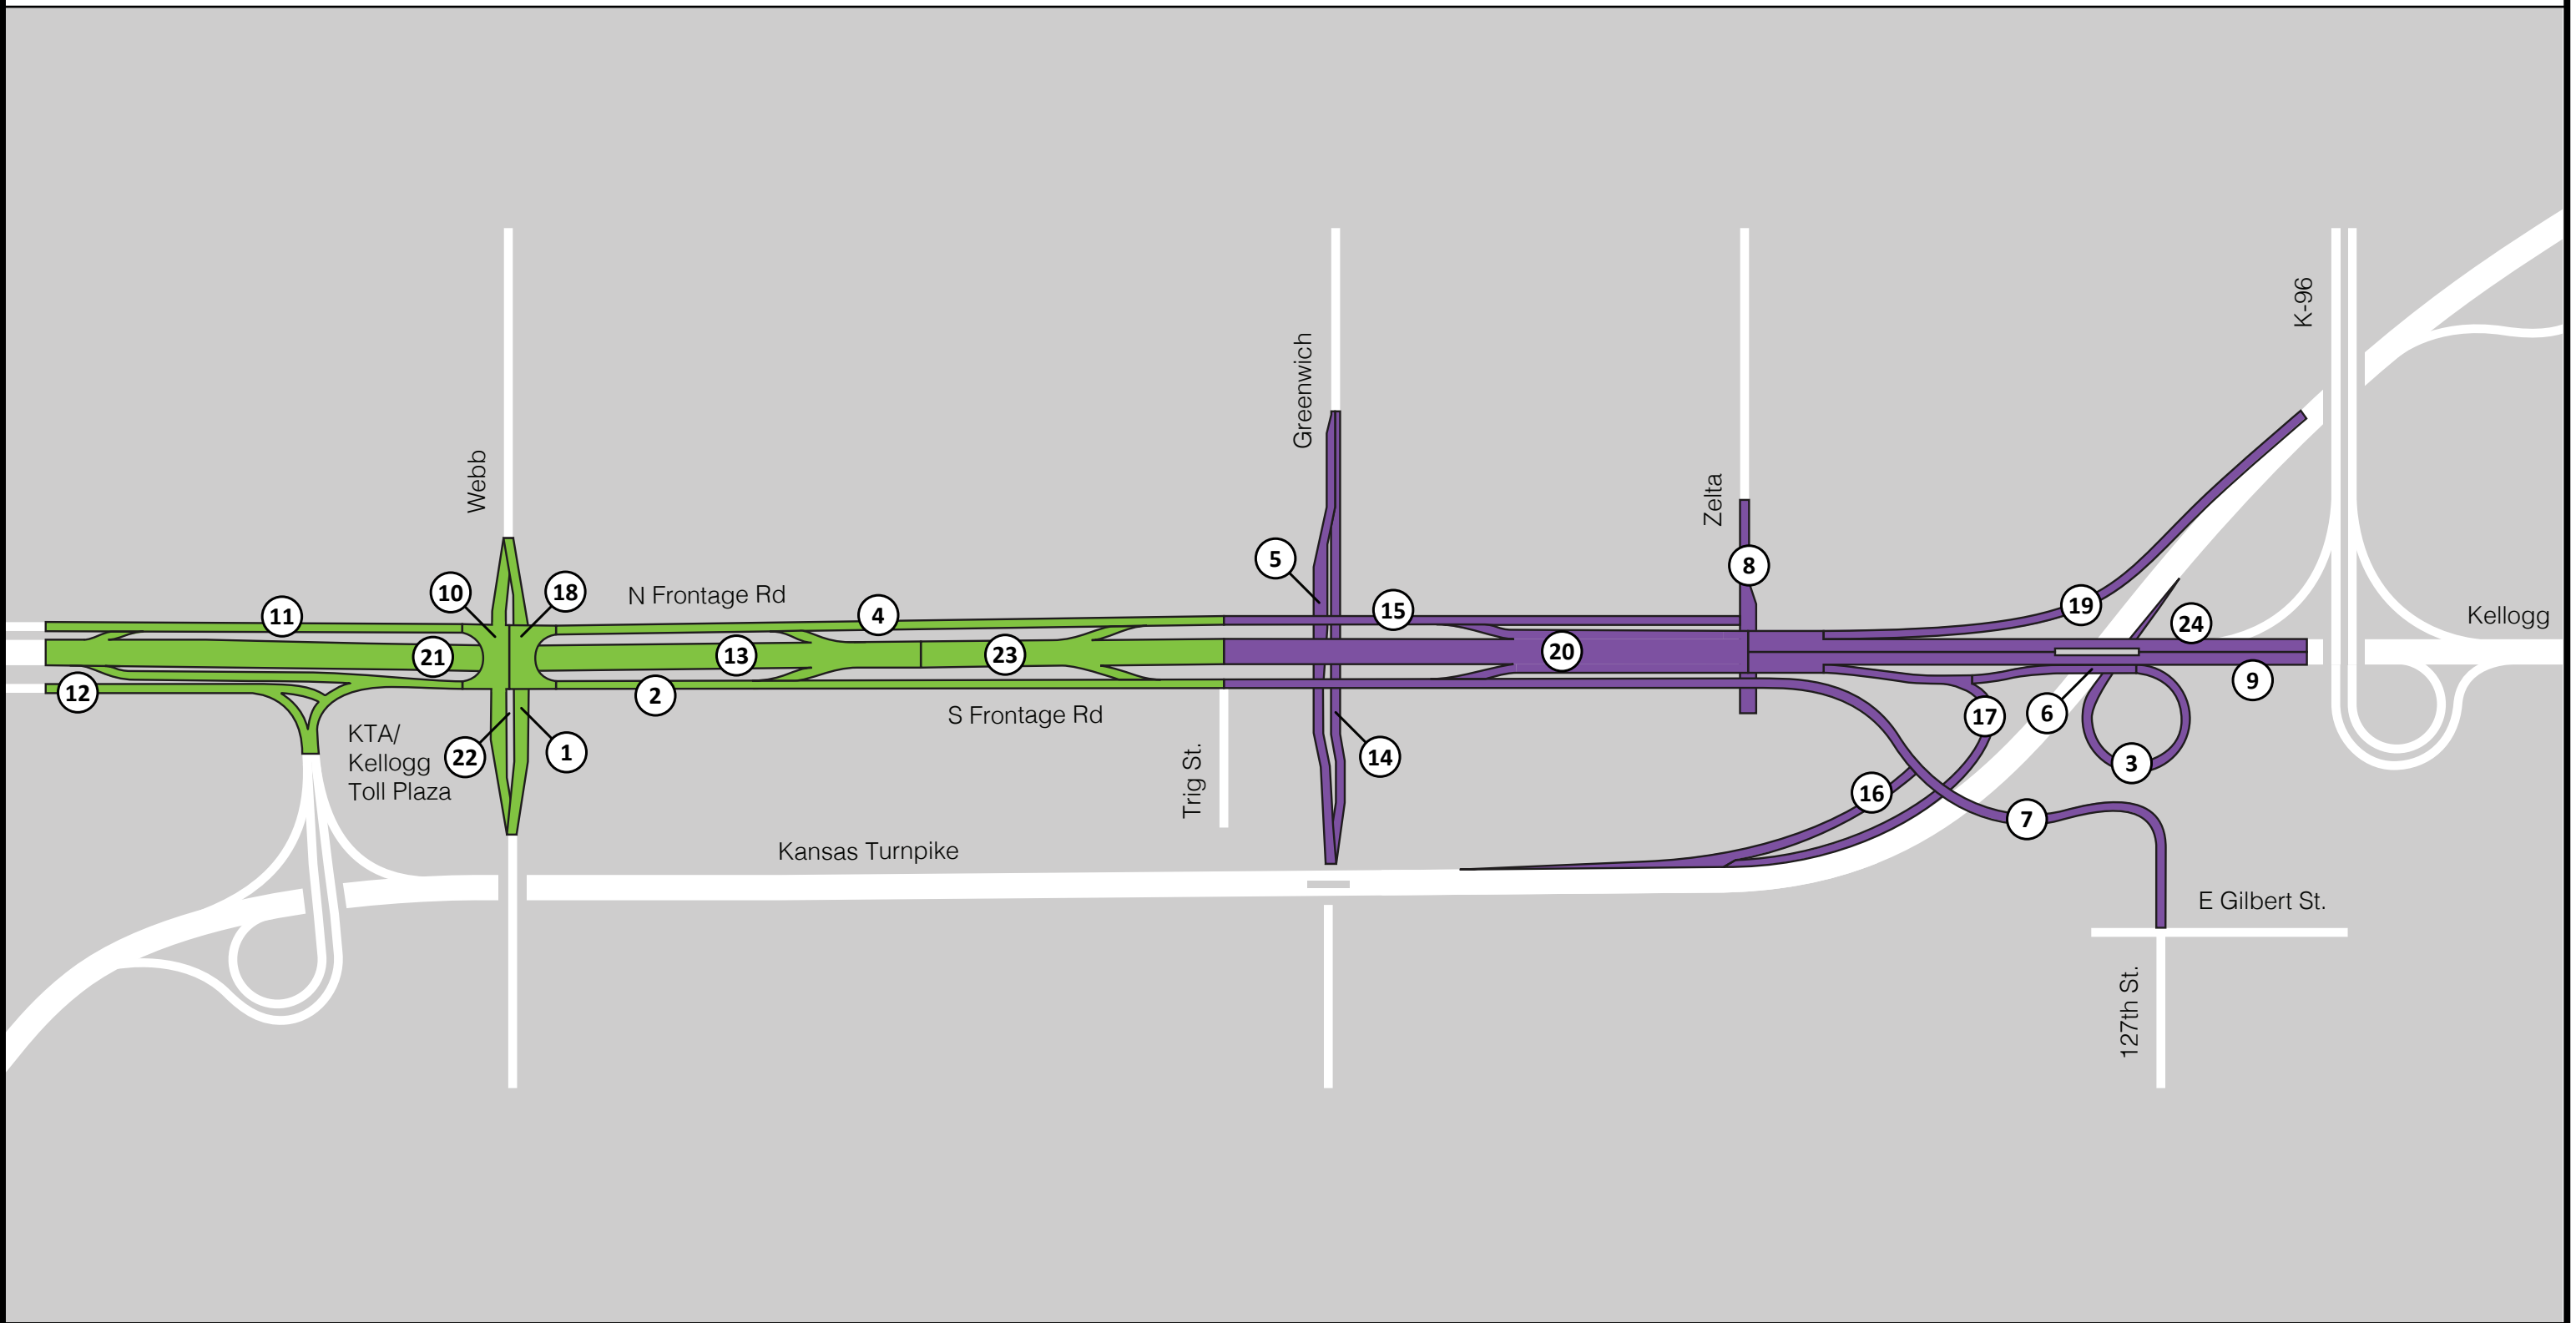 K-96
Greenwich
Webb
Zelta
5
8
10
18
N Frontage Rd
11
4
15
19
24
Kellogg
21
13
23
20
12
2
9
S Frontage Rd
17
6
KTA/
Kellogg
Toll Plaza
22
1
Trig St.
14
3
16
7
Kansas Turnpike
E Gilbert St.
127th St.